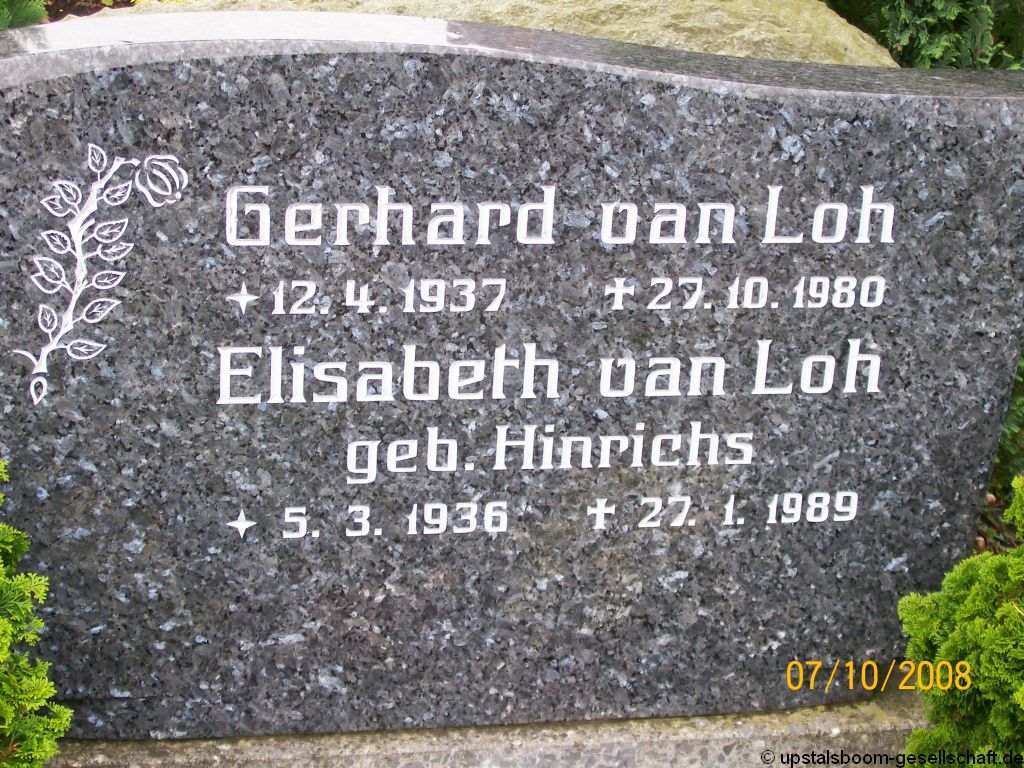 Gerhard van Loh
✦ 12. 4. 1937 ✝ 27. 10. 1980
Elisabeth van Loh
geb. Hinrichs
✦ 5. 3. 1936 ✝ 27. 1. 1989
07/10/2008
© upstalsboom-gesellschaft.de